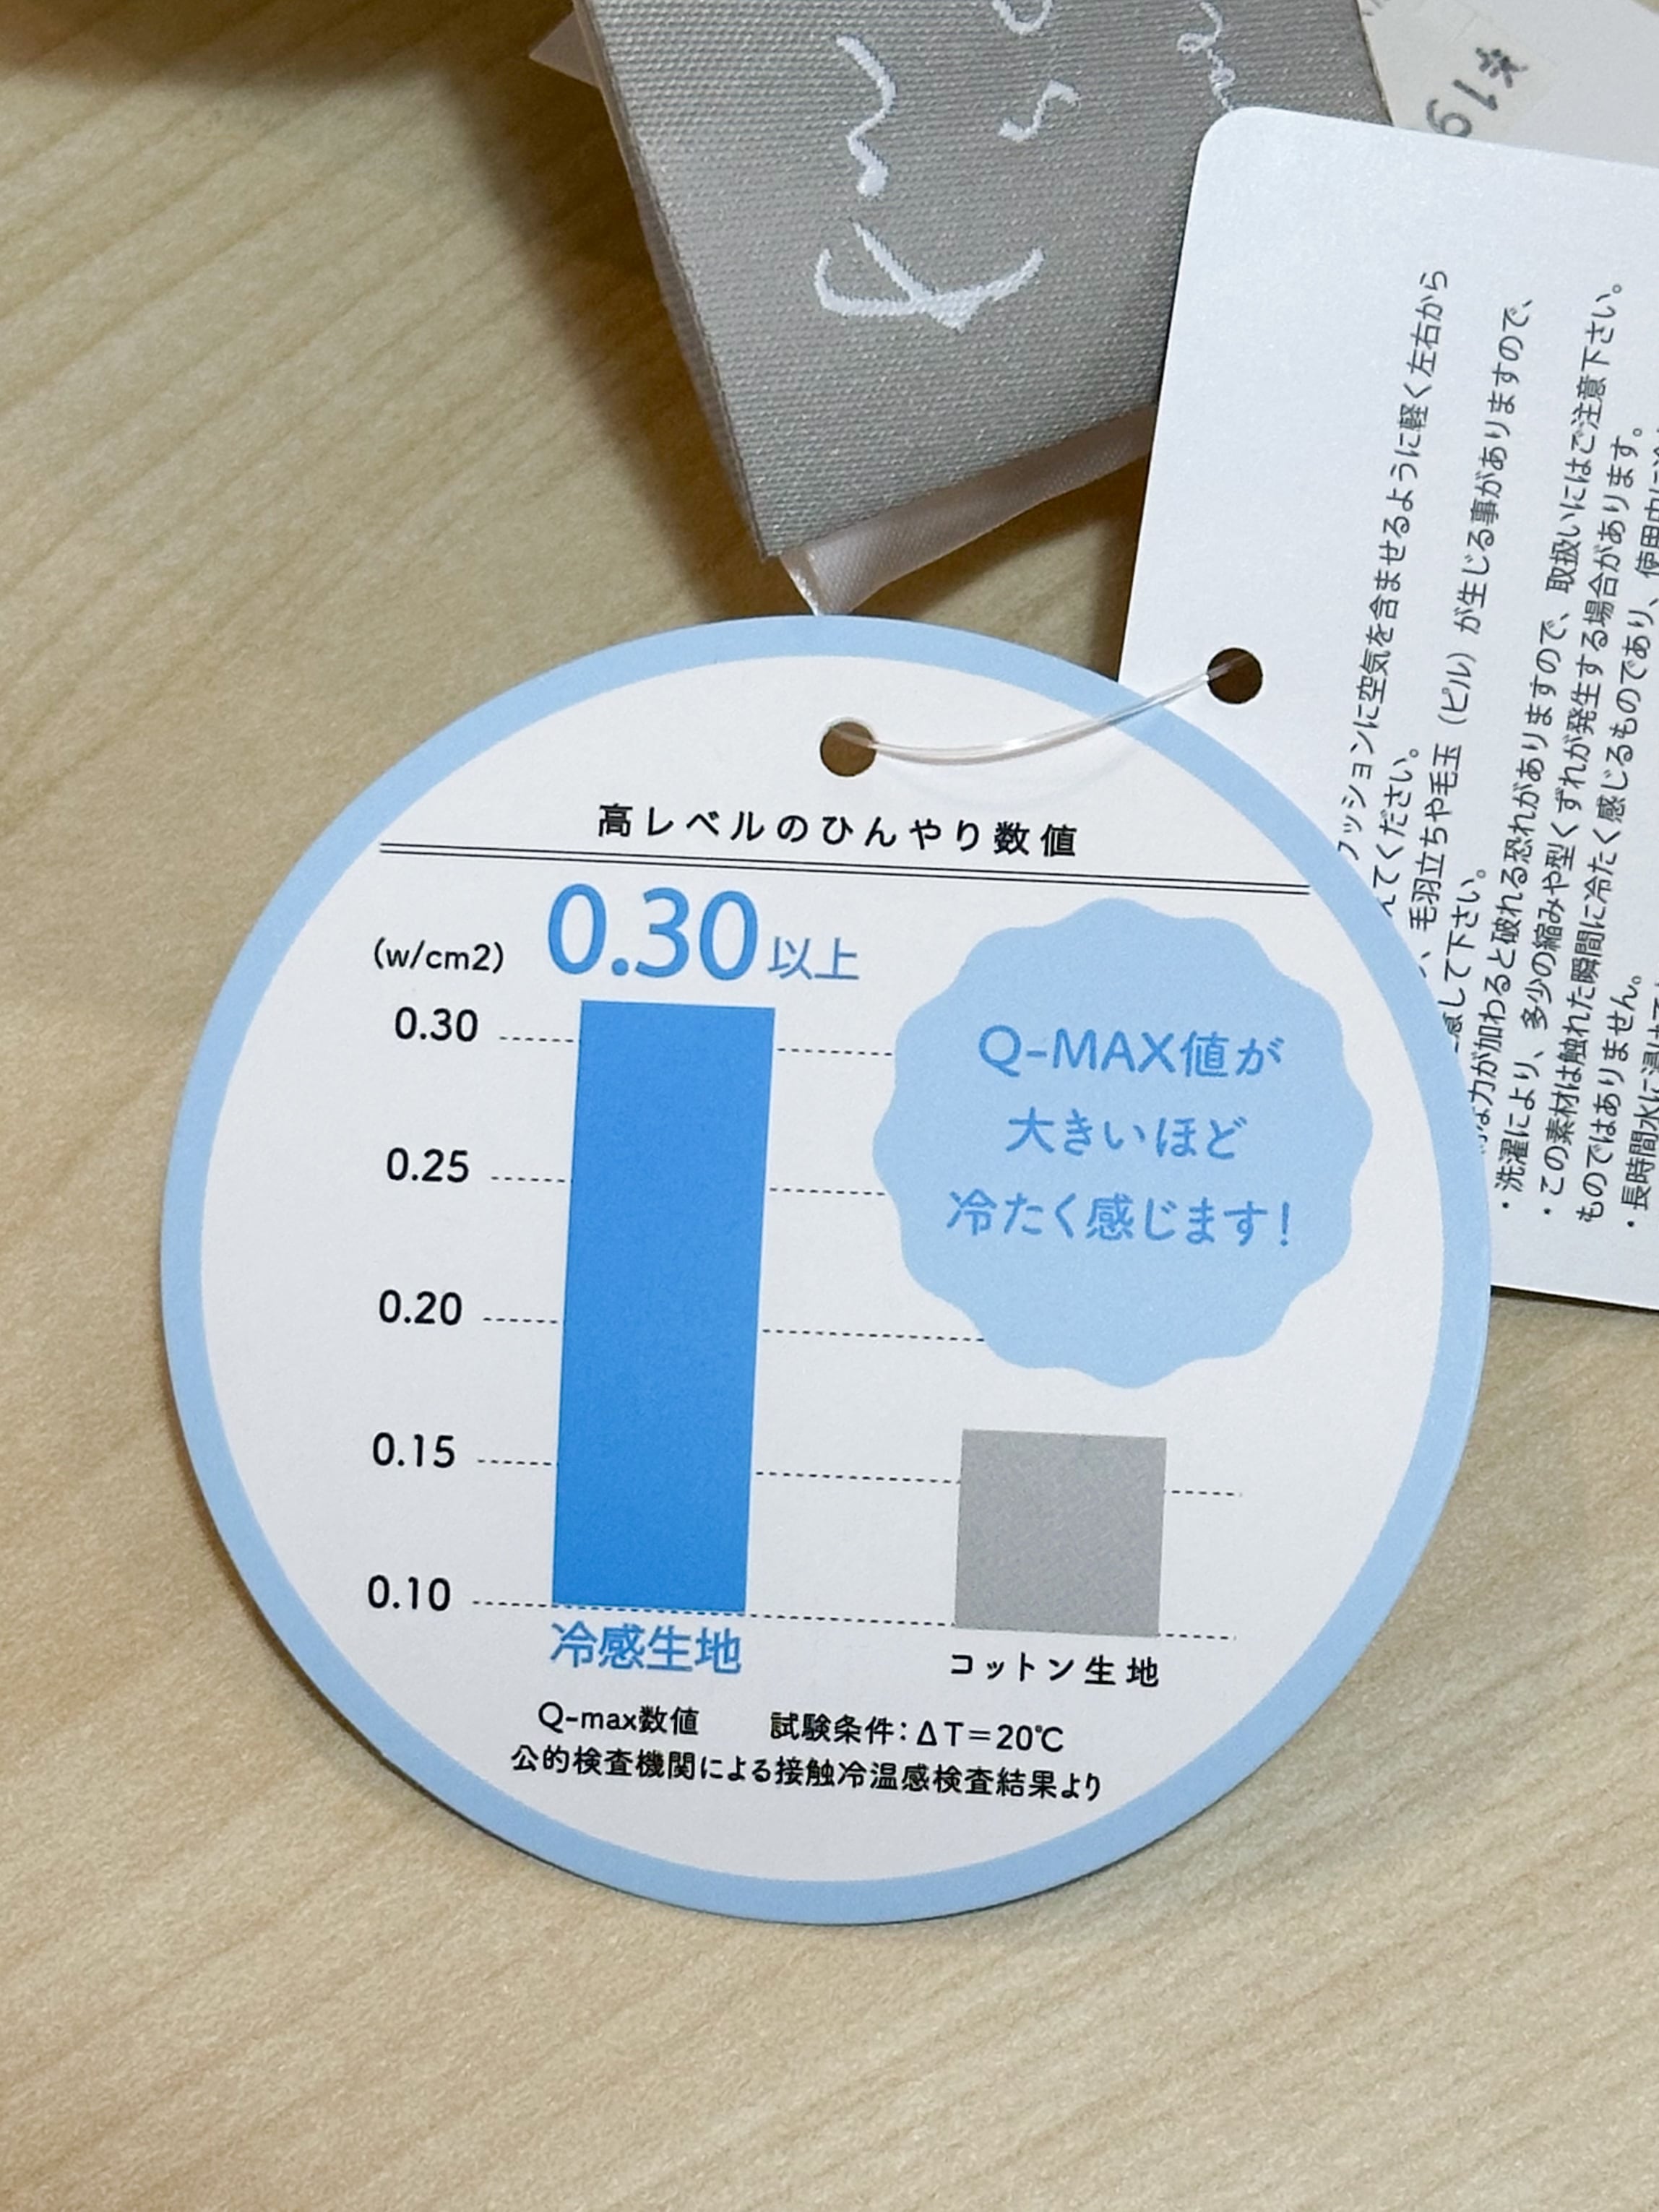 高レベルのひんやり数値
(w/cm2)
0.30以上
0.30
0.25
0.20
0.15
0.10
Q-MAX値が
大きいほど
冷たく感じます！
冷感生地
コットン生地
Q-max数値　試験条件：ΔT＝20℃
公的検査機関による接触冷温感検査結果より
クッションに空気を含ませるように軽く左右から
てください。
、毛羽立ちや毛玉（ピル）が生じる事がありますので、
して下さい。
力が加わると破れる恐れがありますので、取扱いにはご注意下さい。
・洗濯により、多少の縮みや型くずれが発生する場合があります。
・この素材は触れた瞬間に冷たく感じるものであり、使用中に
ものではありません。
・長時間水に